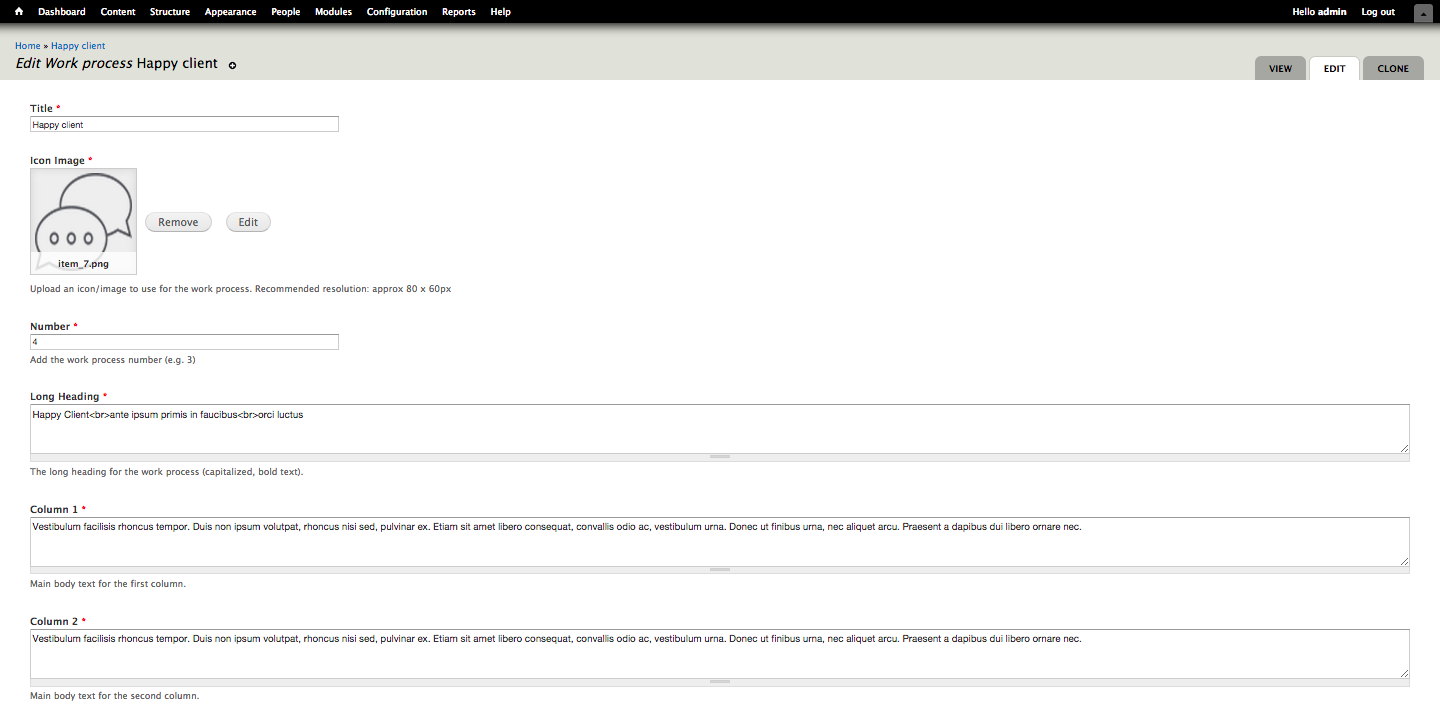 Dashboard Content Structure Appearance People Modules Configuration Reports Help Hello admin Log out
Home » Happy client
Edit Work process Happy client
VIEW EDIT CLONE
Title *
Happy client
Icon Image *
item_7.png
Remove Edit
Upload an icon/image to use for the work process. Recommended resolution: approx 80 x 60px
Number *
4
Add the work process number (e.g. 3)
Long Heading *
Happy Client<br>ante ipsum primis in faucibus<br>orci luctus
The long heading for the work process (capitalized, bold text).
Column 1 *
Vestibulum facilisis rhoncus tempor. Duis non ipsum volutpat, rhoncus nisi sed, pulvinar ex. Etiam sit amet libero consequat, convallis odio ac, vestibulum urna. Donec ut finibus urna, nec aliquet arcu. Praesent a dapibus dui libero ornare nec.
Main body text for the first column.
Column 2 *
Vestibulum facilisis rhoncus tempor. Duis non ipsum volutpat, rhoncus nisi sed, pulvinar ex. Etiam sit amet libero consequat, convallis odio ac, vestibulum urna. Donec ut finibus urna, nec aliquet arcu. Praesent a dapibus dui libero ornare nec.
Main body text for the second column.